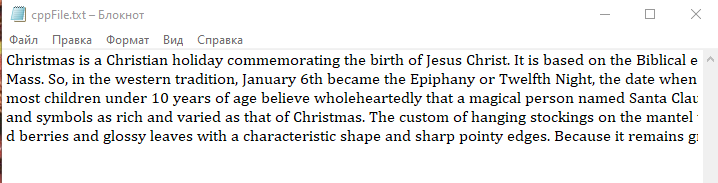 cppFile.txt – Блокнот
Файл Правка Формат Вид Справка
Christmas is a Christian holiday commemorating the birth of Jesus Christ. It is based on the Biblical e
Mass. So, in the western tradition, January 6th became the Epiphany or Twelfth Night, the date when
most children under 10 years of age believe wholeheartedly that a magical person named Santa Clau
and symbols as rich and varied as that of Christmas. The custom of hanging stockings on the mantel
d berries and glossy leaves with a characteristic shape and sharp pointy edges. Because it remains g